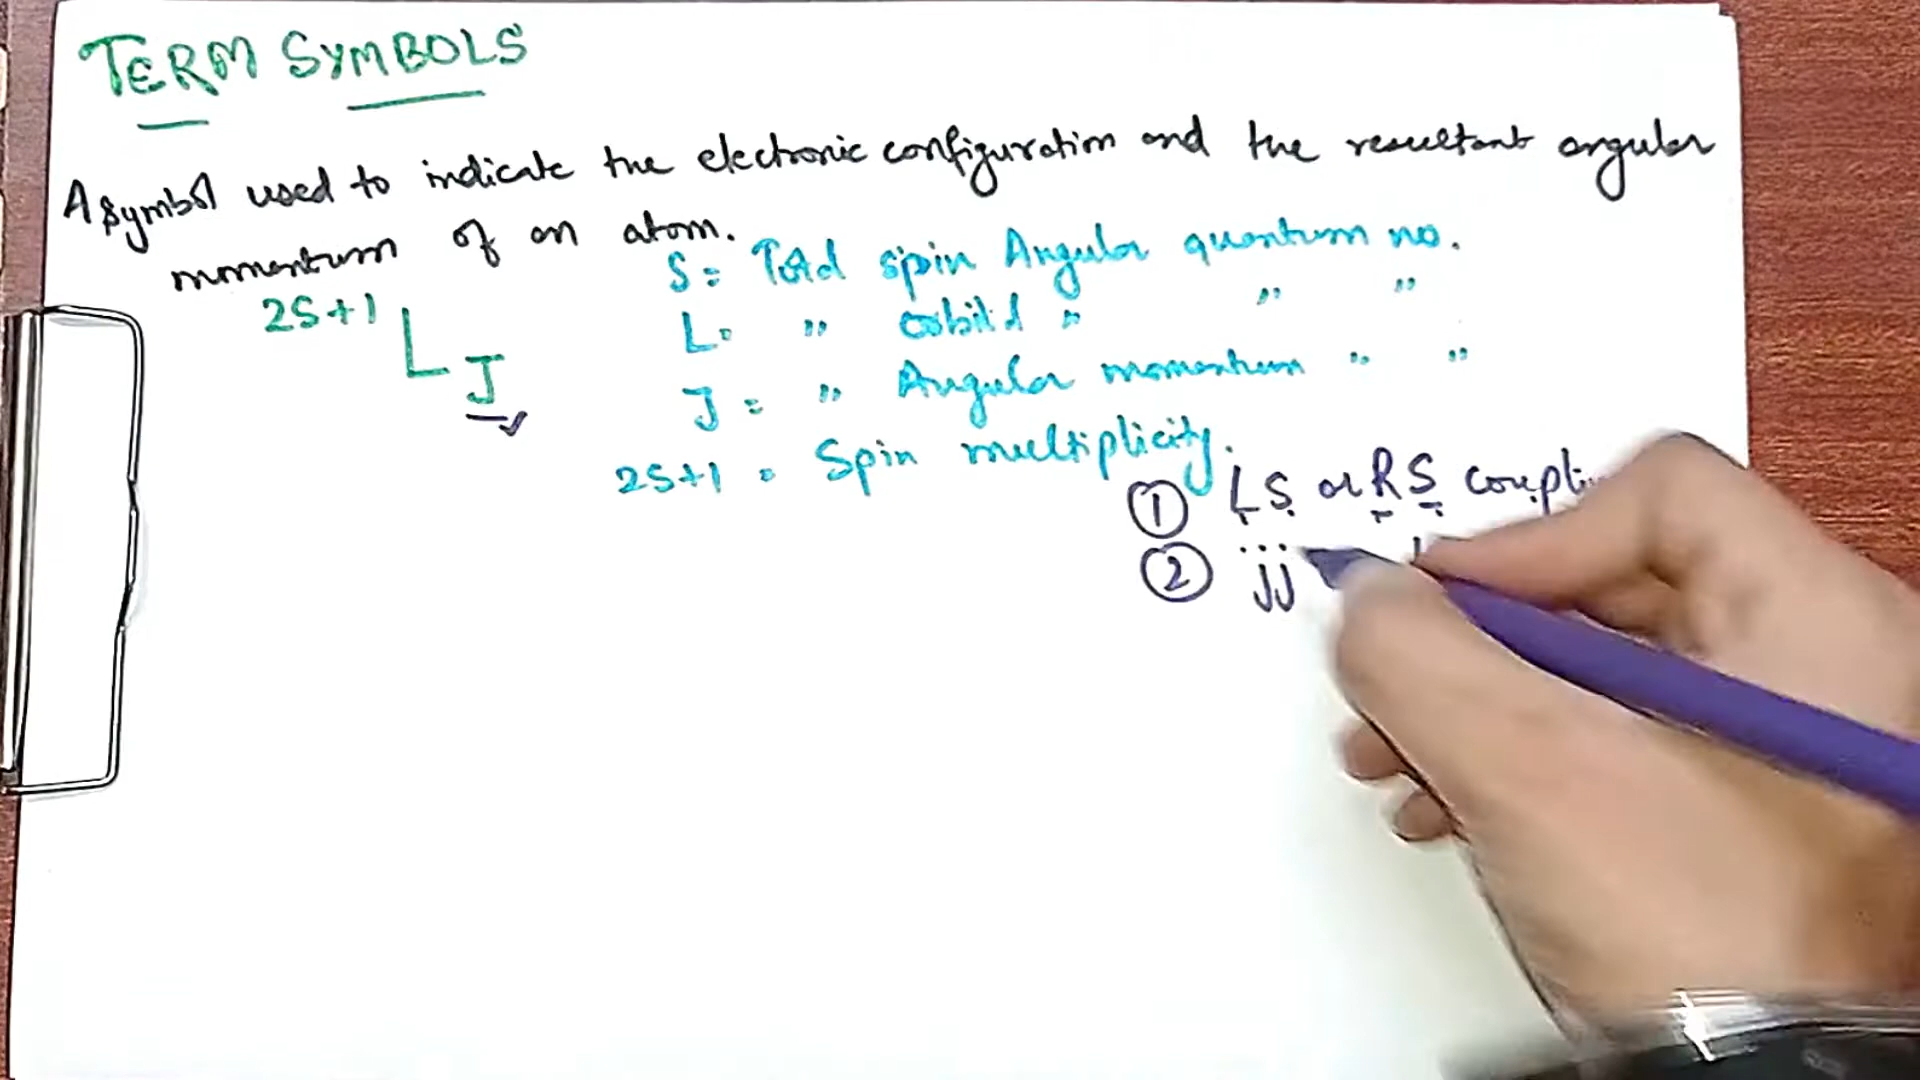 TERM SYMBOLS
A symbol used to indicate the electronic configuration and the resultant angular
momentum of an atom.
2S+1 L J
S = Total spin Angular quantum no.
L = " orbital " " "
J = " Angular momentum " "
2S+1 = Spin multiplicity.
① LS or RS
② jj